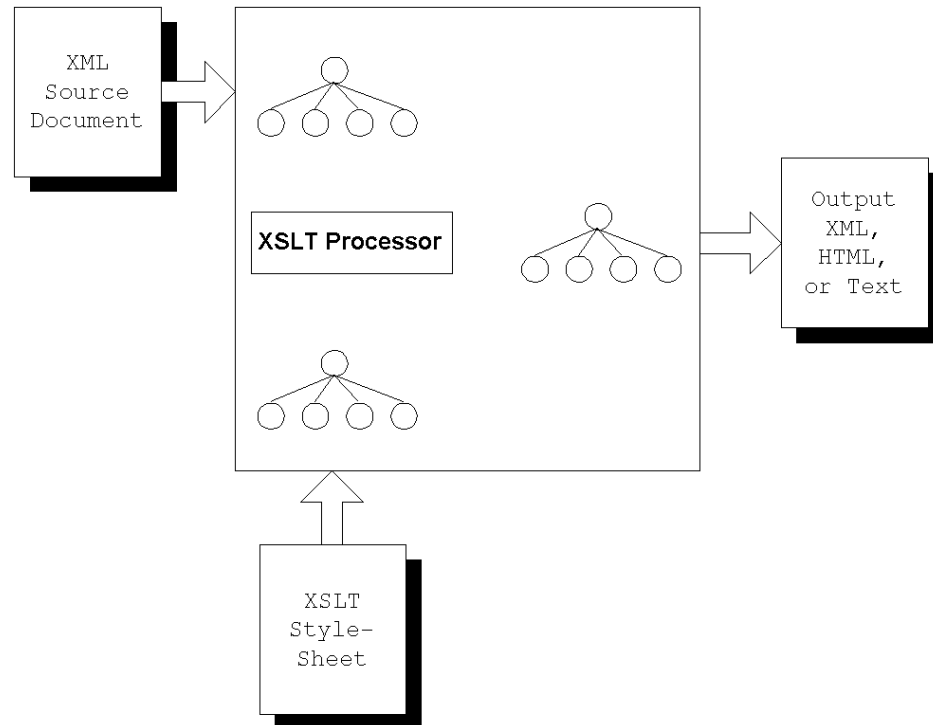 XML
Source
Document
XSLT Processor
Output
XML,
HTML,
or Text
XSLT
Style-
Sheet